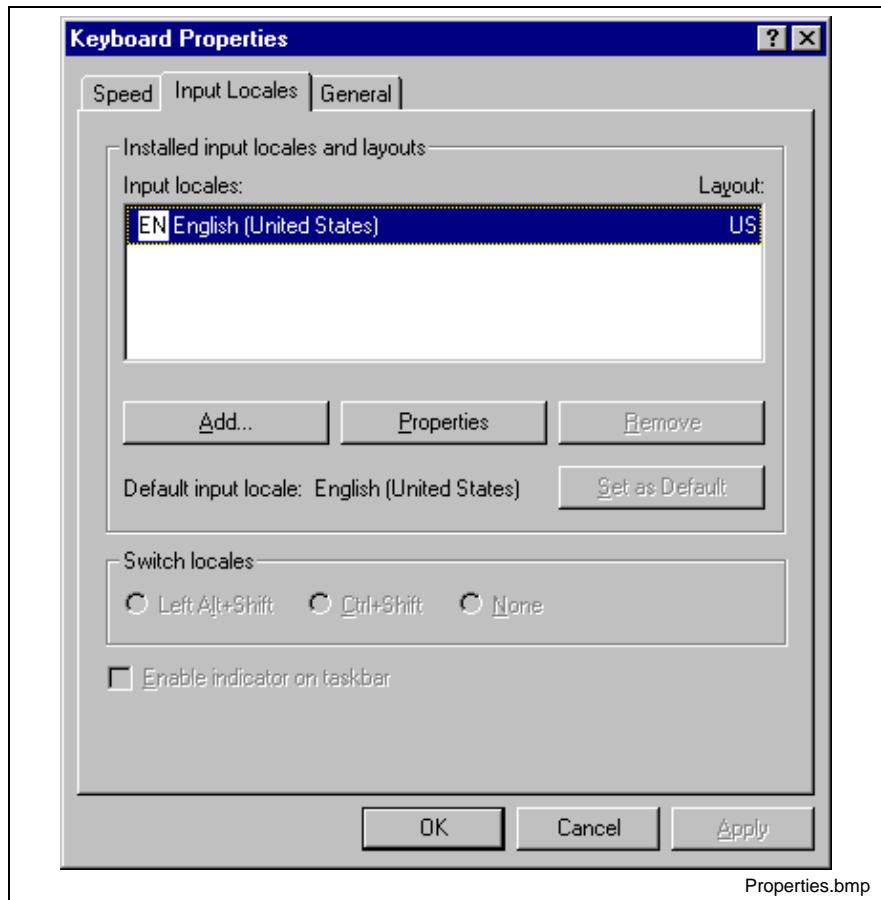 Keyboard Properties
Speed Input Locales General
Installed input locales and layouts
Input locales: Layout:
EN English (United States) US
Add... Properties Remove
Default input locale: English (United States) Set as Default
Switch locales
Left Alt+Shift Ctrl+Shift None
Enable indicator on taskbar
OK Cancel Apply
Properties.bmp